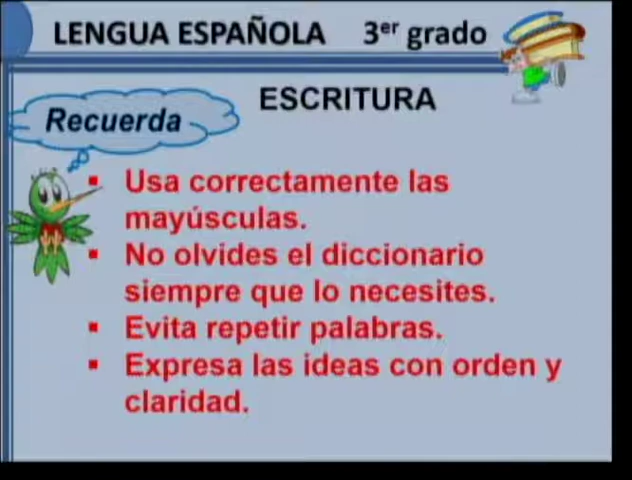 LENGUA ESPAÑOLA 3er grado
ESCRITURA
Recuerda
▪ Usa correctamente las
mayúsculas.
▪ No olvides el diccionario
siempre que lo necesites.
▪ Evita repetir palabras.
▪ Expresa las ideas con orden y
claridad.